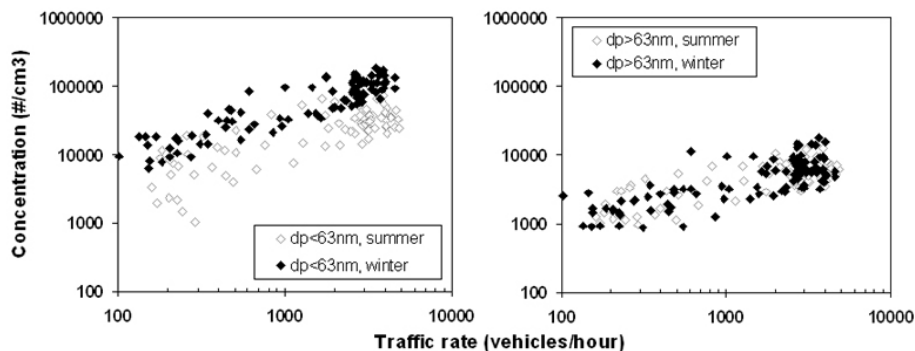 Concentration (#/cm3)
1000000
100000
10000
1000
100
dp<63nm, summer
dp<63nm, winter
100
1000
10000
1000000
100000
10000
1000
100
dp>63nm, summer
dp>63nm, winter
100
1000
10000
Traffic rate (vehicles/hour)